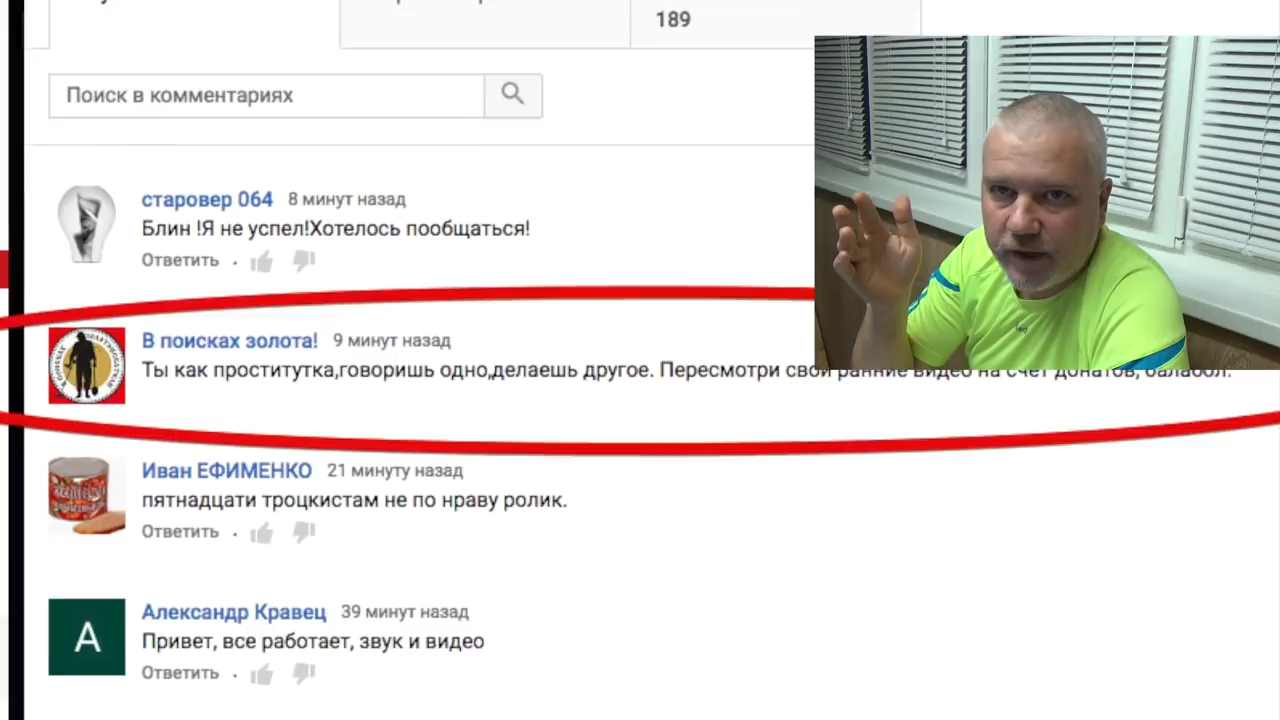 189
Поиск в комментариях
старовер 064 8 минут назад
Блин !Я не успел!Хотелось пообщаться!
Ответить
В поисках золота! 9 минут назад
Ты как проститутка,говоришь одно,делаешь другое. Пересмотри свои ранние видео на счет донатов, балабол.
Иван ЕФИМЕНКО 21 минуту назад
пятнадцати троцкистам не по нраву ролик.
Ответить
А
Александр Кравец 39 минут назад
Привет, все работает, звук и видео
Ответить